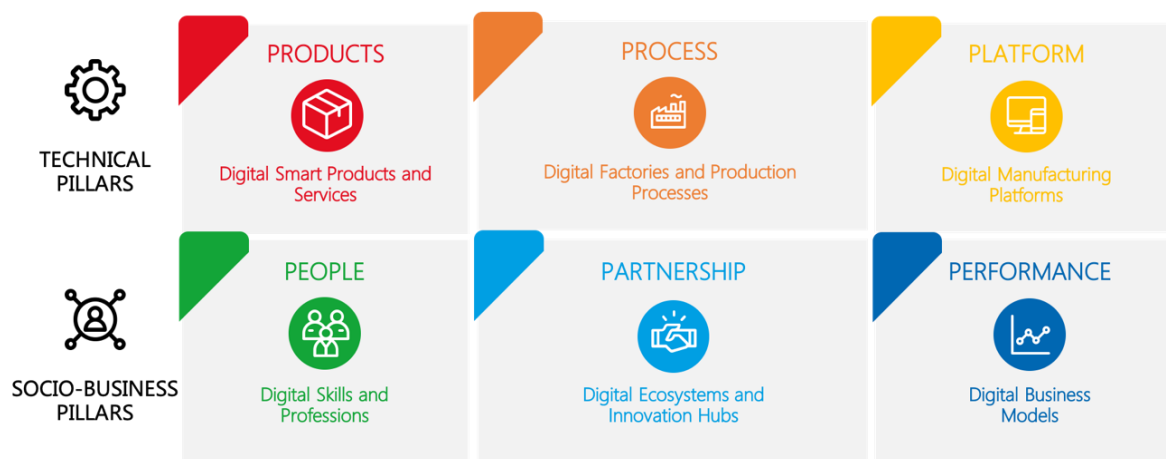 PRODUCTS
PROCESS
PLATFORM
TECHNICAL
PILLARS
Digital Smart Products and
Services
Digital Factories and Production
Processes
Digital Manufacturing
Platforms
PEOPLE
PARTNERSHIP
PERFORMANCE
SOCIO-BUSINESS
PILLARS
Digital Skills and
Professions
Digital Ecosystems and
Innovation Hubs
Digital Business
Models